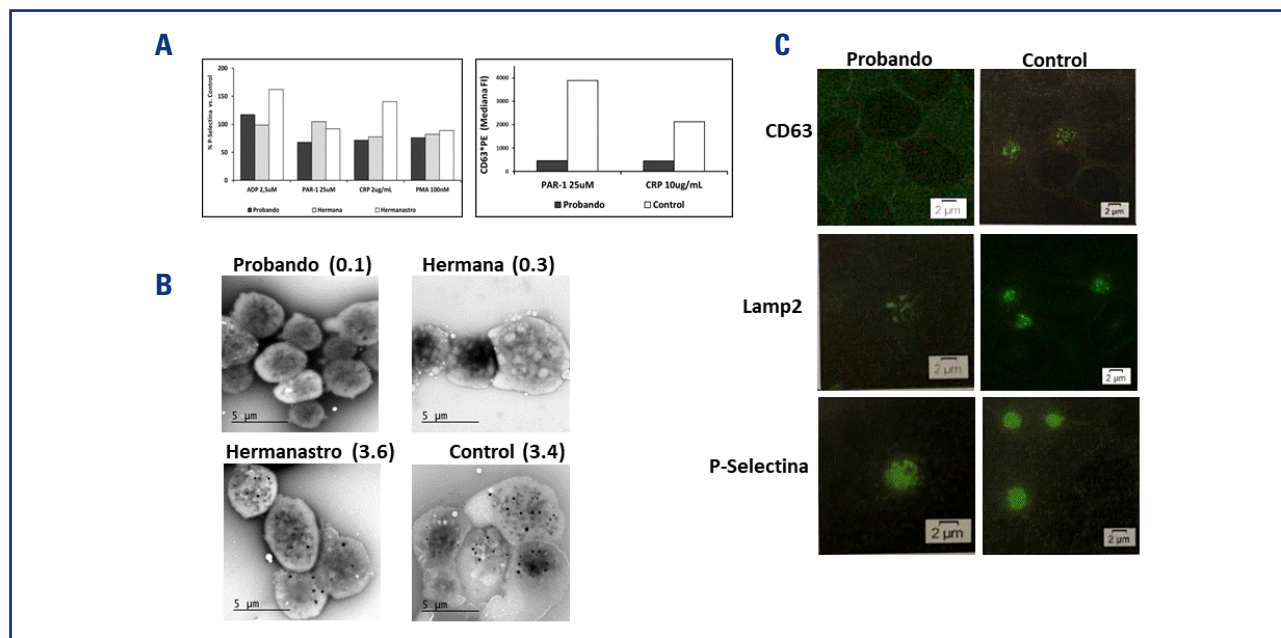 A
% P-Selectina vs. Control
200
150
100
50
0
ADP 2,5uM PAR-1 25uM CRP 2ug/mL PMA 100nM
Probando Hermana Hermanastro
CD63*PE (Mediana FI)
4000
3000
2000
1000
0
PAR-1 25uM CRP 10ug/mL
Probando Control
B
Probando (0.1) Hermana (0.3)
5 µm 5 µm
Hermanastro (3.6) Control (3.4)
5 µm 5 µm
C
Probando Control
CD63
2 µm 2 µm
Lamp2
2 µm 2 µm
P-Selectina
2 µm 2 µm